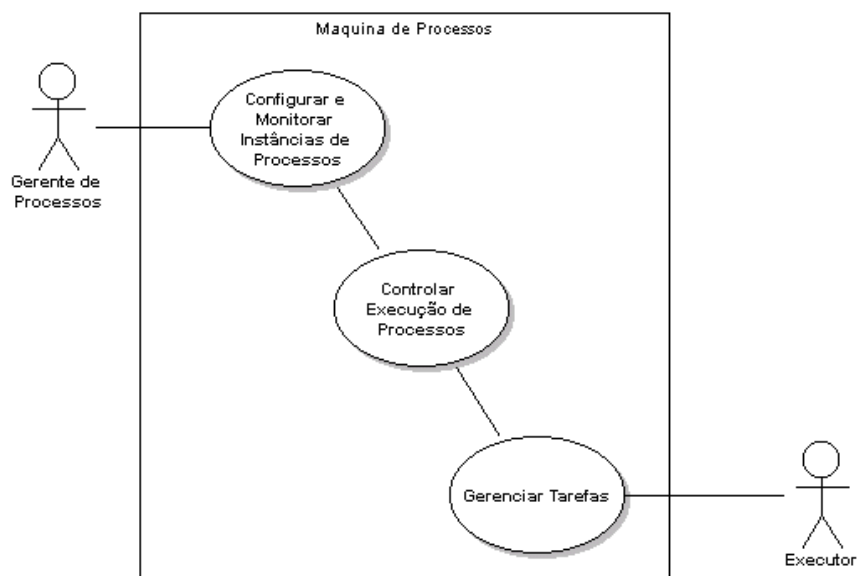 Maquina de Processos
Configurar e
Monitorar
Instâncias de
Processos
Gerente de
Processos
Controlar
Execução de
Processos
Gerenciar Tarefas
Executor